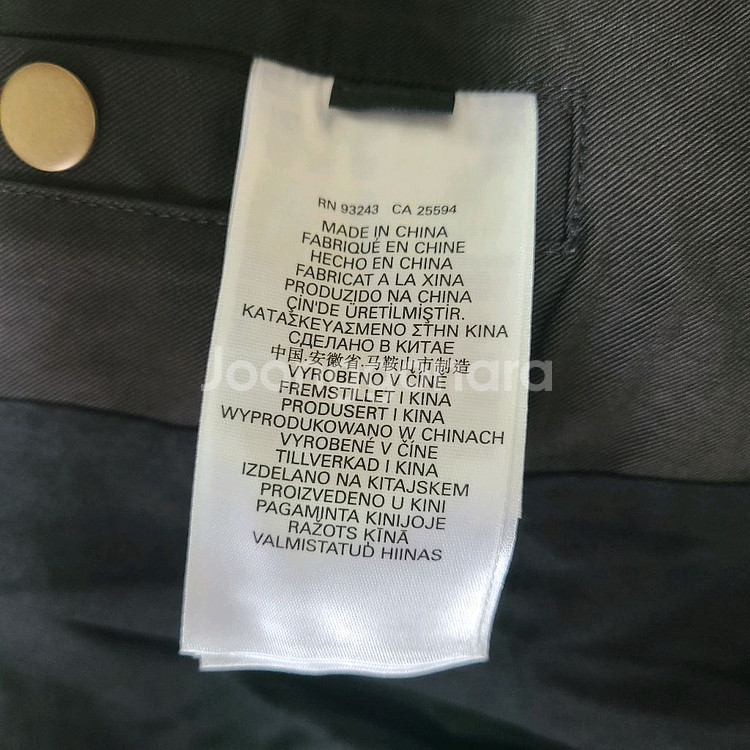 RN 93243 CA 25594
MADE IN CHINA
FABRIQUÉ EN CHINE
HECHO EN CHINA
FABRICAT A LA XINA
PRODUZIDO NA CHINA
ÇİN'DE ÜRETİLMİŞTİR.
ΚΑΤΑΣΚΕΥΑΣΜΕΝΟ ΣΤΗΝ ΚΙΝΑ
СДЕЛАНО В КИТАЕ
中国.安徽省.马鞍山市制造
VYROBENO V ČÍNĚ
FREMSTILLET I KINA
PRODUSERT I KINA
WYPRODUKOWANO W CHINACH
VYROBENÉ V ČÍNE
TILLVERKAD I KINA
IZDELANO NA KITAJSKEM
PROIZVEDENO U KINI
PAGAMINTA KINIJOJE
RAŽOTS ĶĪNĀ
VALMISTATUD HIINAS